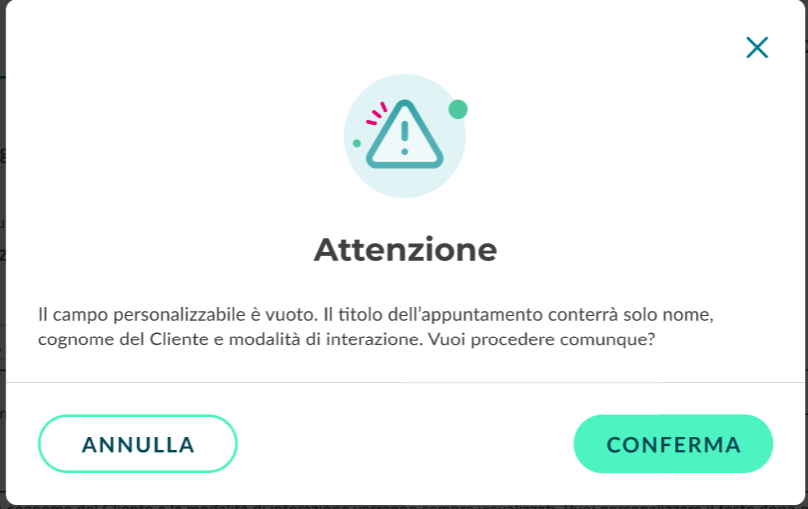 Attenzione
Il campo personalizzabile è vuoto. Il titolo dell'appuntamento conterrà solo nome,
cognome del Cliente e modalità di interazione. Vuoi procedere comunque?
ANNULLA
CONFERMA